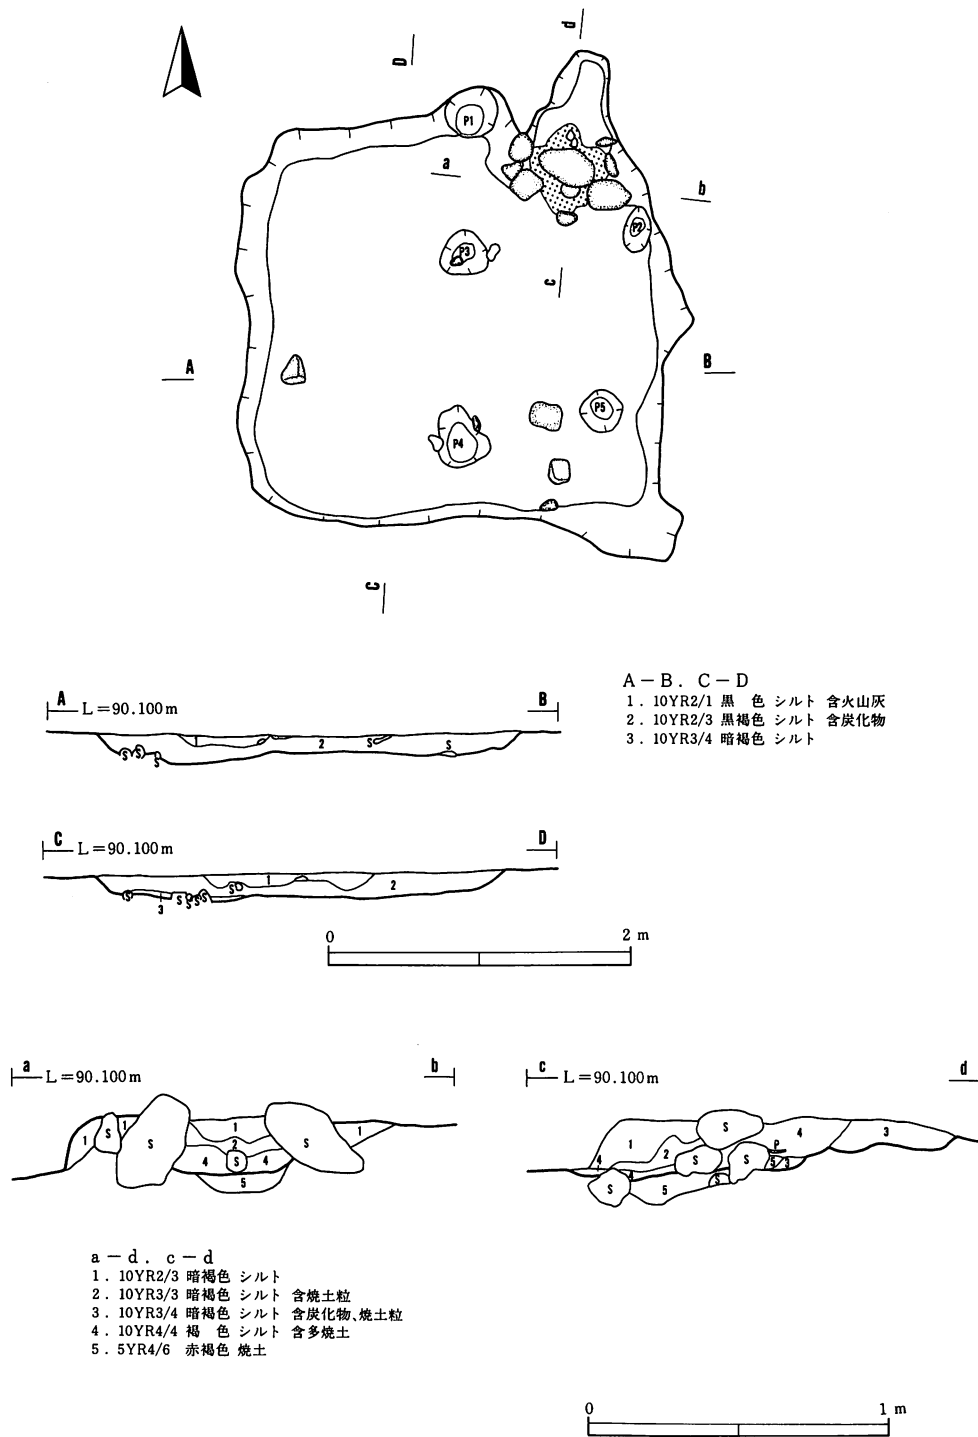 D
d
P1
a
b
P2
P3
c
A
B
P5
P4
C
A B
L=90.100m
1 2 S S
S S S
A-B. C-D
1. 10YR2/1 黒 色 シルト 含火山灰
2. 10YR2/3 黒褐色 シルト 含炭化物
3. 10YR3/4 暗褐色 シルト
C D
L=90.100m
S 1 2
S S S S S
3
0 2 m
a b
L=90.100m
1 S 1 S 1 2 4 S 4 S 1
5
c d
L=90.100m
1 2 S 4 3
4 4 S S P 5 3
S 5 S
a-d. c-d
1. 10YR2/3 暗褐色 シルト
2. 10YR3/3 暗褐色 シルト 含焼土粒
3. 10YR3/4 暗褐色 シルト 含炭化物、焼土粒
4. 10YR4/4 褐 色 シルト 含多焼土
5. 5YR4/6 赤褐色 焼土
0 1 m